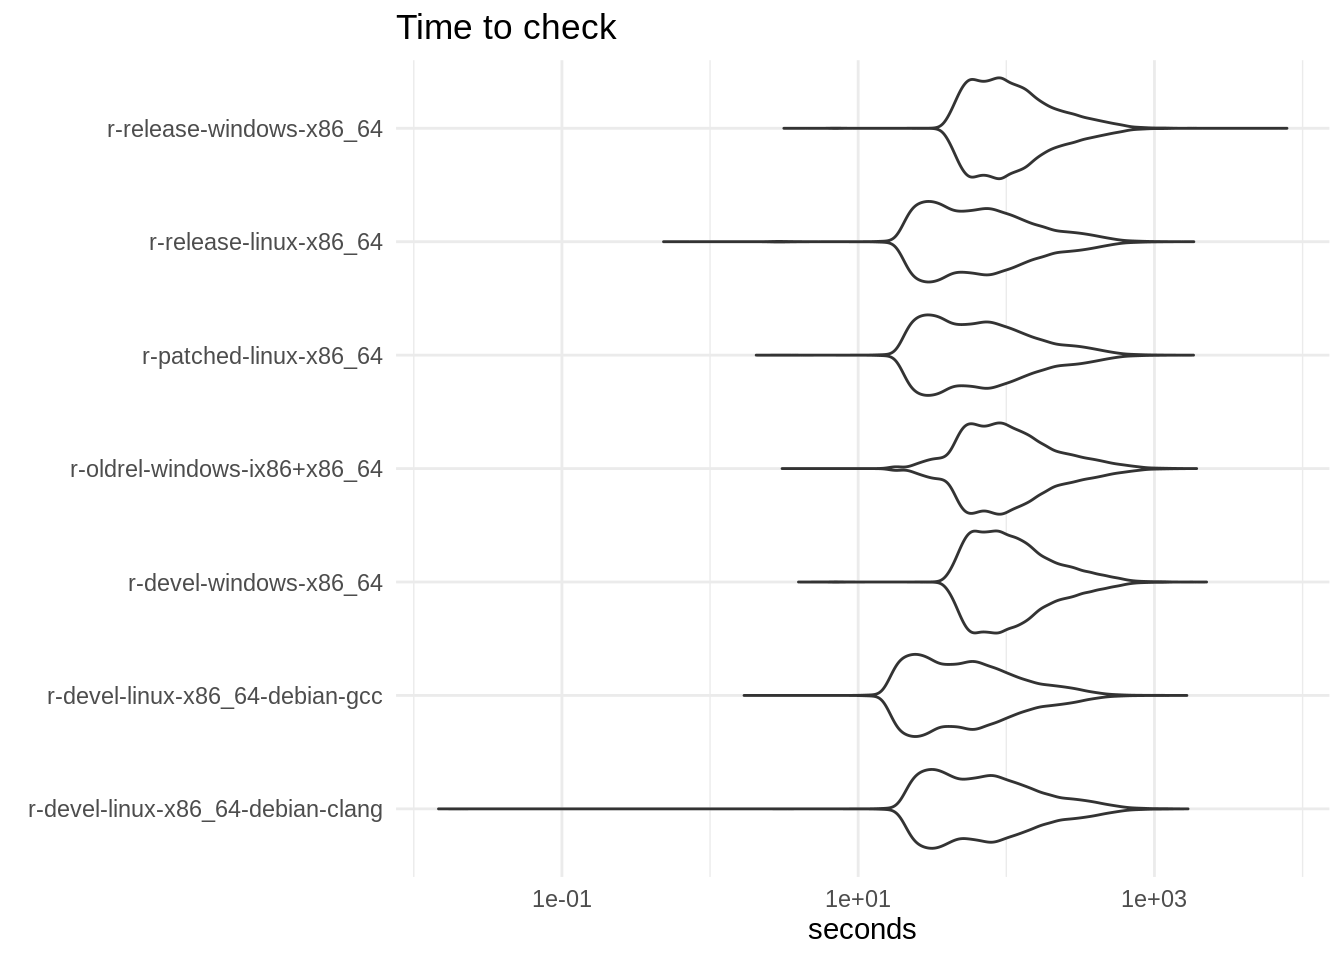 Time to check
r-release-windows-x86_64
r-release-linux-x86_64
r-patched-linux-x86_64
r-oldrel-windows-ix86+x86_64
r-devel-windows-x86_64
r-devel-linux-x86_64-debian-gcc
r-devel-linux-x86_64-debian-clang
1e-01 1e+01 1e+03
seconds